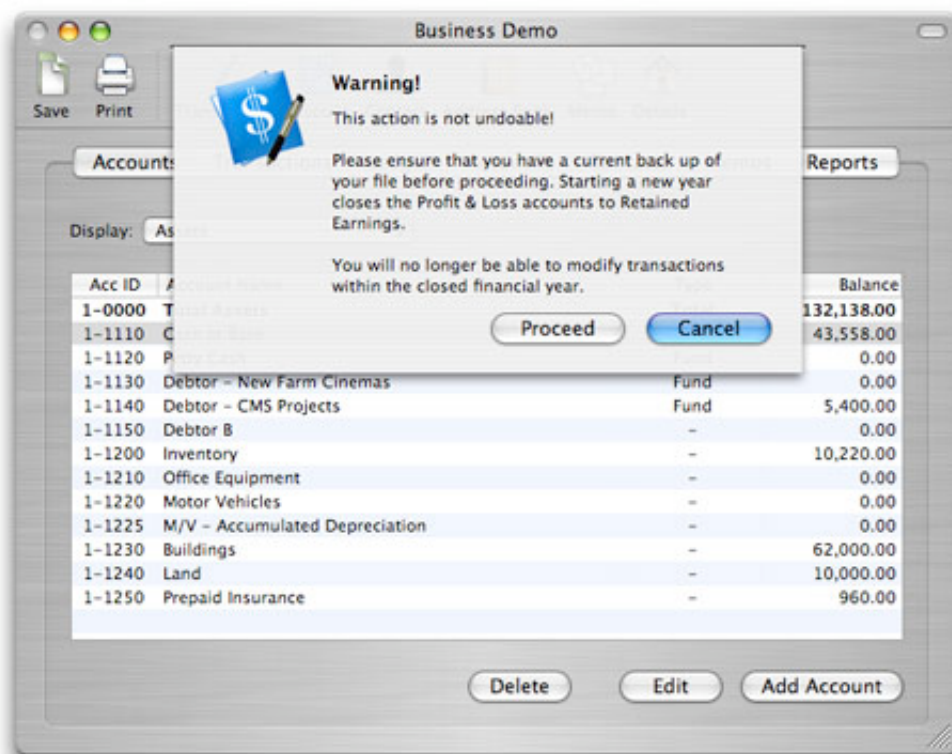 Business Demo
Save Print
Warning!
This action is not undoable!
Please ensure that you have a current back up of
your file before proceeding. Starting a new year
closes the Profit & Loss accounts to Retained
Earnings.
You will no longer be able to modify transactions
within the closed financial year.
Proceed Cancel
Accounts Reports
Display:
Acc ID Balance
1-0000 Total Assets 132,138.00
1-1110 43,558.00
1-1120 Petty Cash 0.00
1-1130 Debtor - New Farm Cinemas Fund 0.00
1-1140 Debtor - CMS Projects Fund 5,400.00
1-1150 Debtor B - 0.00
1-1200 Inventory - 10,220.00
1-1210 Office Equipment - 0.00
1-1220 Motor Vehicles - 0.00
1-1225 M/V - Accumulated Depreciation - 0.00
1-1230 Buildings - 62,000.00
1-1240 Land - 10,000.00
1-1250 Prepaid Insurance - 960.00
Delete Edit Add Account